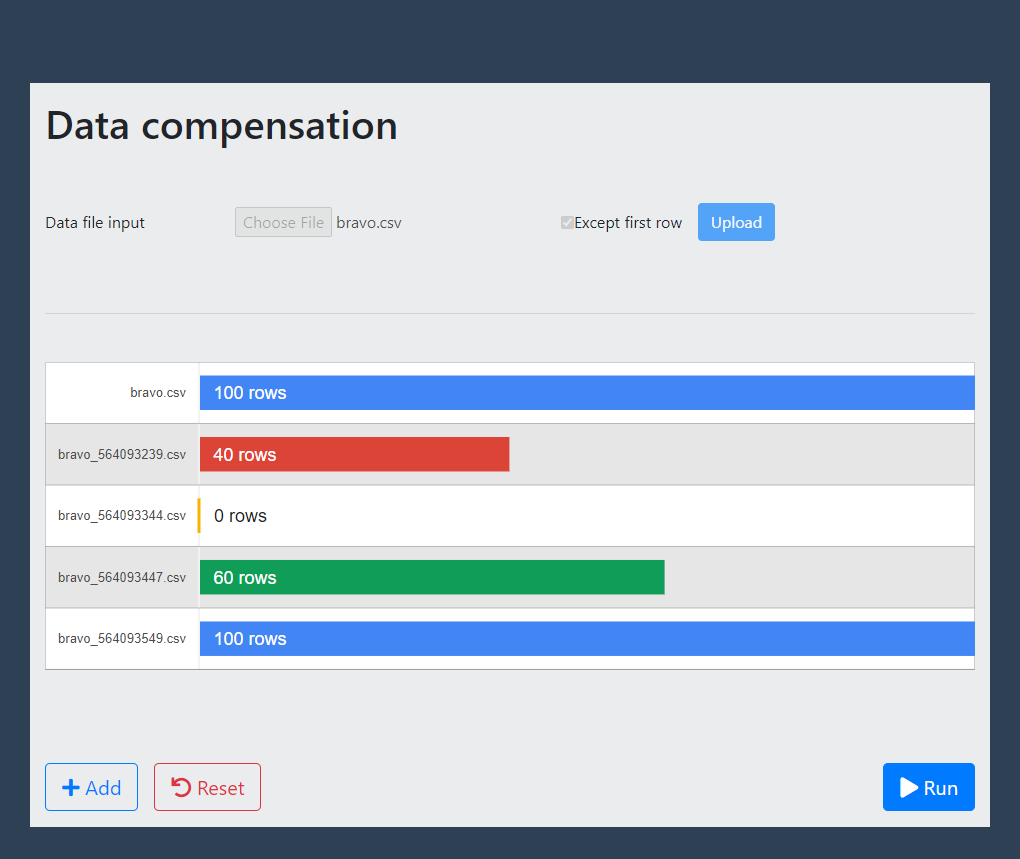 Data compensation
Data file input Choose File bravo.csv Except first row Upload
bravo.csv 100 rows
bravo_564093239.csv 40 rows
bravo_564093344.csv 0 rows
bravo_564093447.csv 60 rows
bravo_564093549.csv 100 rows
Add Reset Run